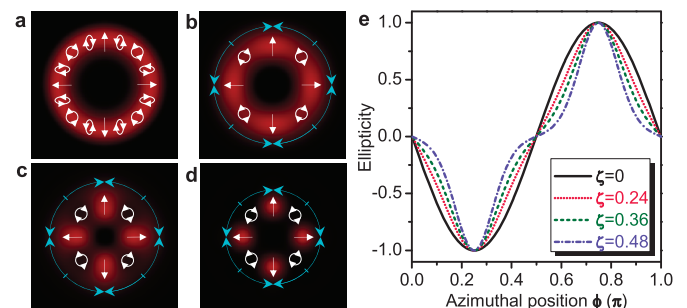 a
b
c
d
e
Ellipticity
1.0
0.5
0.0
-0.5
-1.0
ζ=0
ζ=0.24
ζ=0.36
ζ=0.48
0.0 0.2 0.4 0.6 0.8 1.0
Azimuthal position ϕ (π)